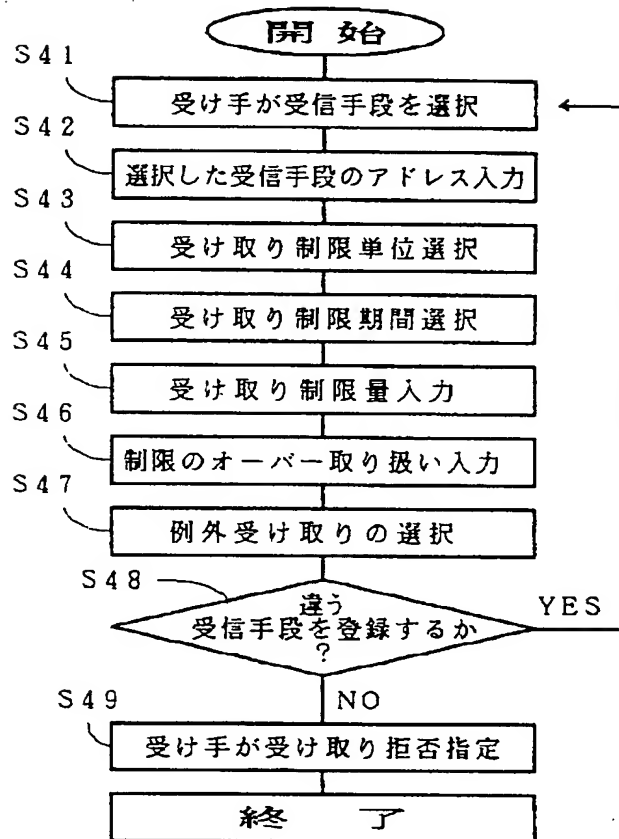 開始
S41
受け手が受信手段を選択
S42
選択した受信手段のアドレス入力
S43
受け取り制限単位選択
S44
受け取り制限期間選択
S45
受け取り制限量入力
S46
制限のオーバー取り扱い入力
S47
例外受け取りの選択
S48
違う
受信手段を登録するか
?
YES
NO
S49
受け手が受け取り拒否指定
終了